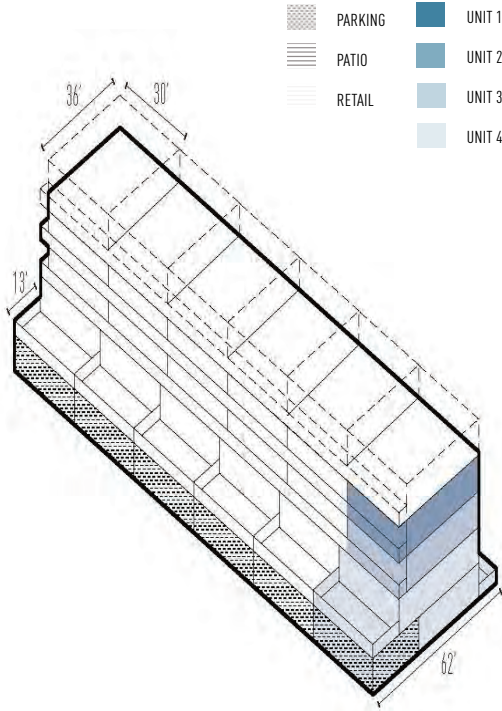 PARKING
PATIO
RETAIL
UNIT 1
UNIT 2
UNIT 3
UNIT 4
36'
30'
13'
62'